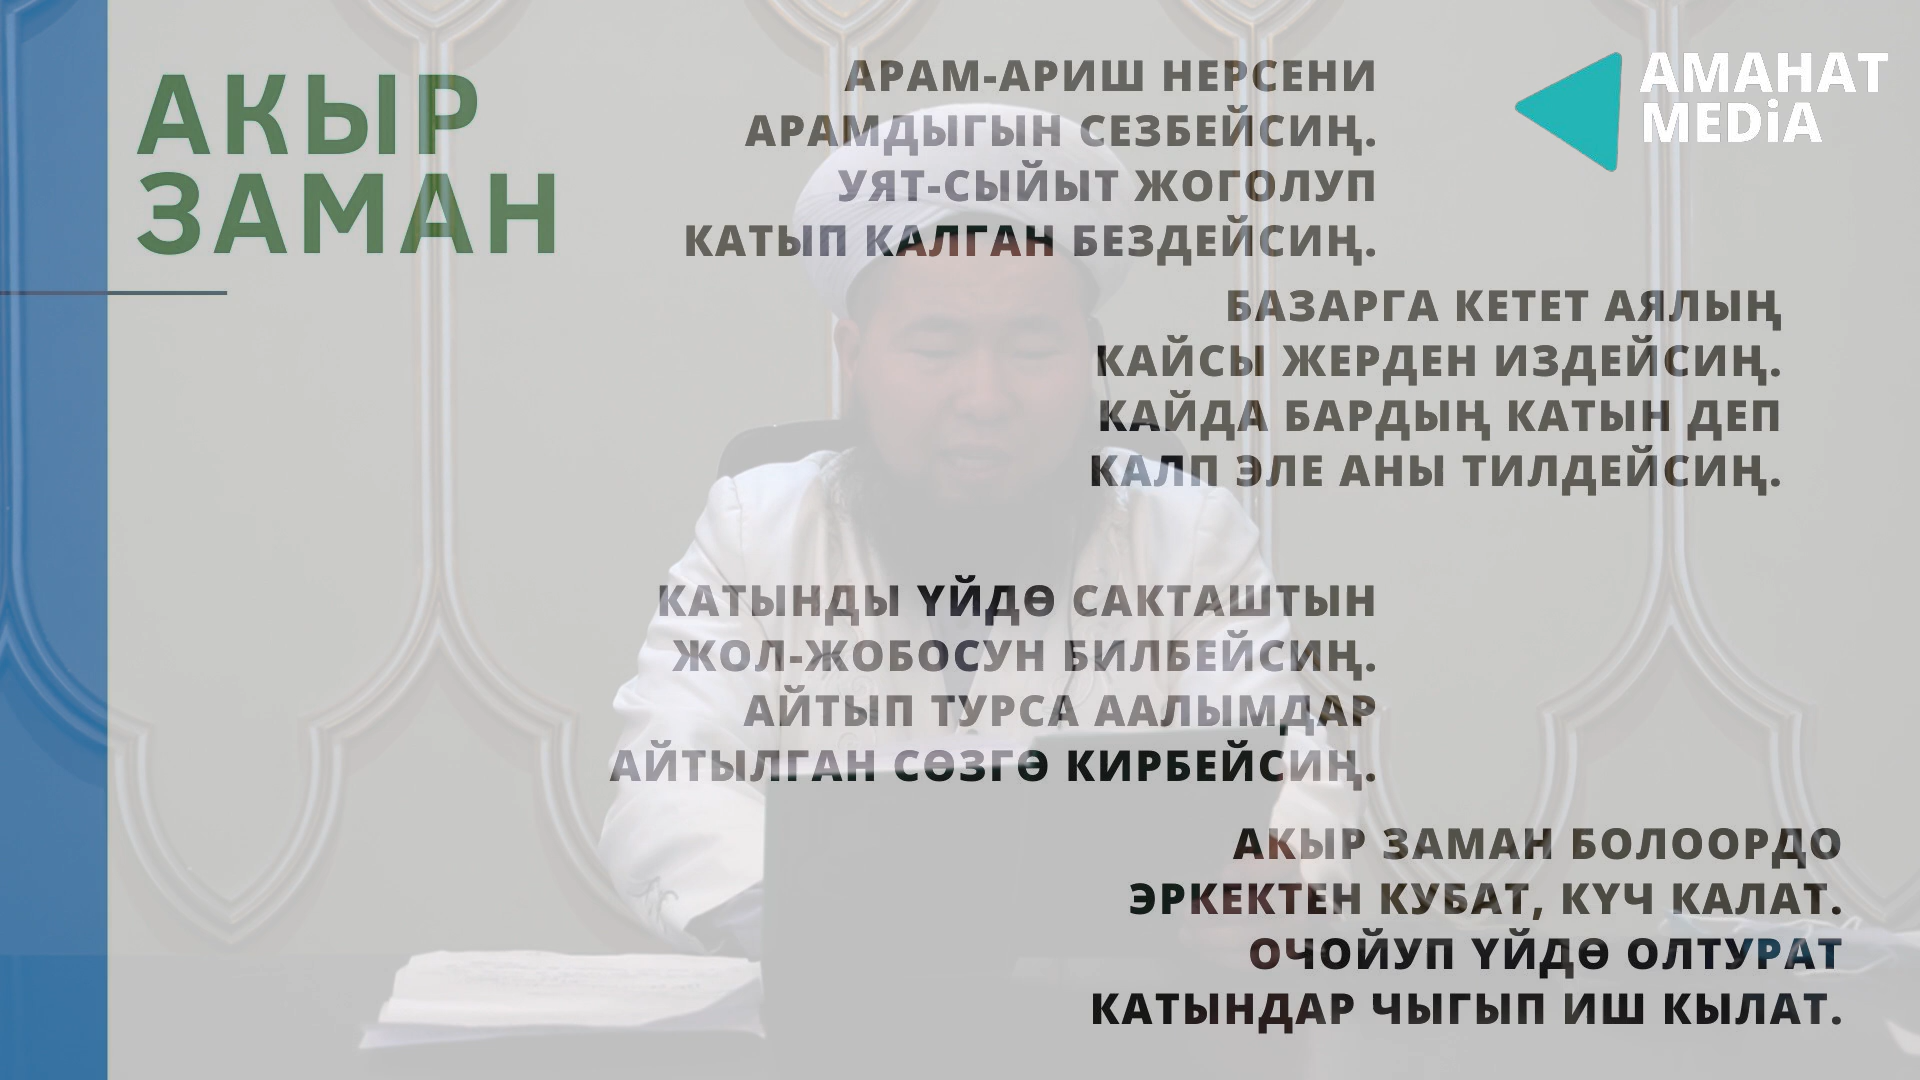 АКЫР
ЗАМАН
АРАМ-АРИШ НЕРСЕНИ
АРАМДЫГЫН СЕЗБЕЙСИҢ.
УЯТ-СЫЙЫТ ЖОГОЛУП
КАТЫП КАЛГАН БЕЗДЕЙСИҢ.
БАЗАРГА КЕТЕТ АЯЛЫҢ
КАЙСЫ ЖЕРДЕН ИЗДЕЙСИҢ.
КАЙДА БАРДЫҢ КАТЫН ДЕП
КАЛП ЭЛЕ АНЫ ТИЛДЕЙСИҢ.
КАТЫНДЫ ҮЙДӨ САКТАШТЫН
ЖОЛ-ЖОБОСУН БИЛБЕЙСИҢ.
АЙТЫП ТУРСА ААЛЫМДАР
АЙТЫЛГАН СӨЗГӨ КИРБЕЙСИҢ.
АКЫР ЗАМАН БОЛООРДО
ЭРКЕКТЕН КУБАТ, КҮЧ КАЛАТ.
ОЧОЙУП ҮЙДӨ ОЛТУРАТ
КАТЫНДАР ЧЫГЫП ИШ КЫЛАТ.
АМАНАТ
MEDiA